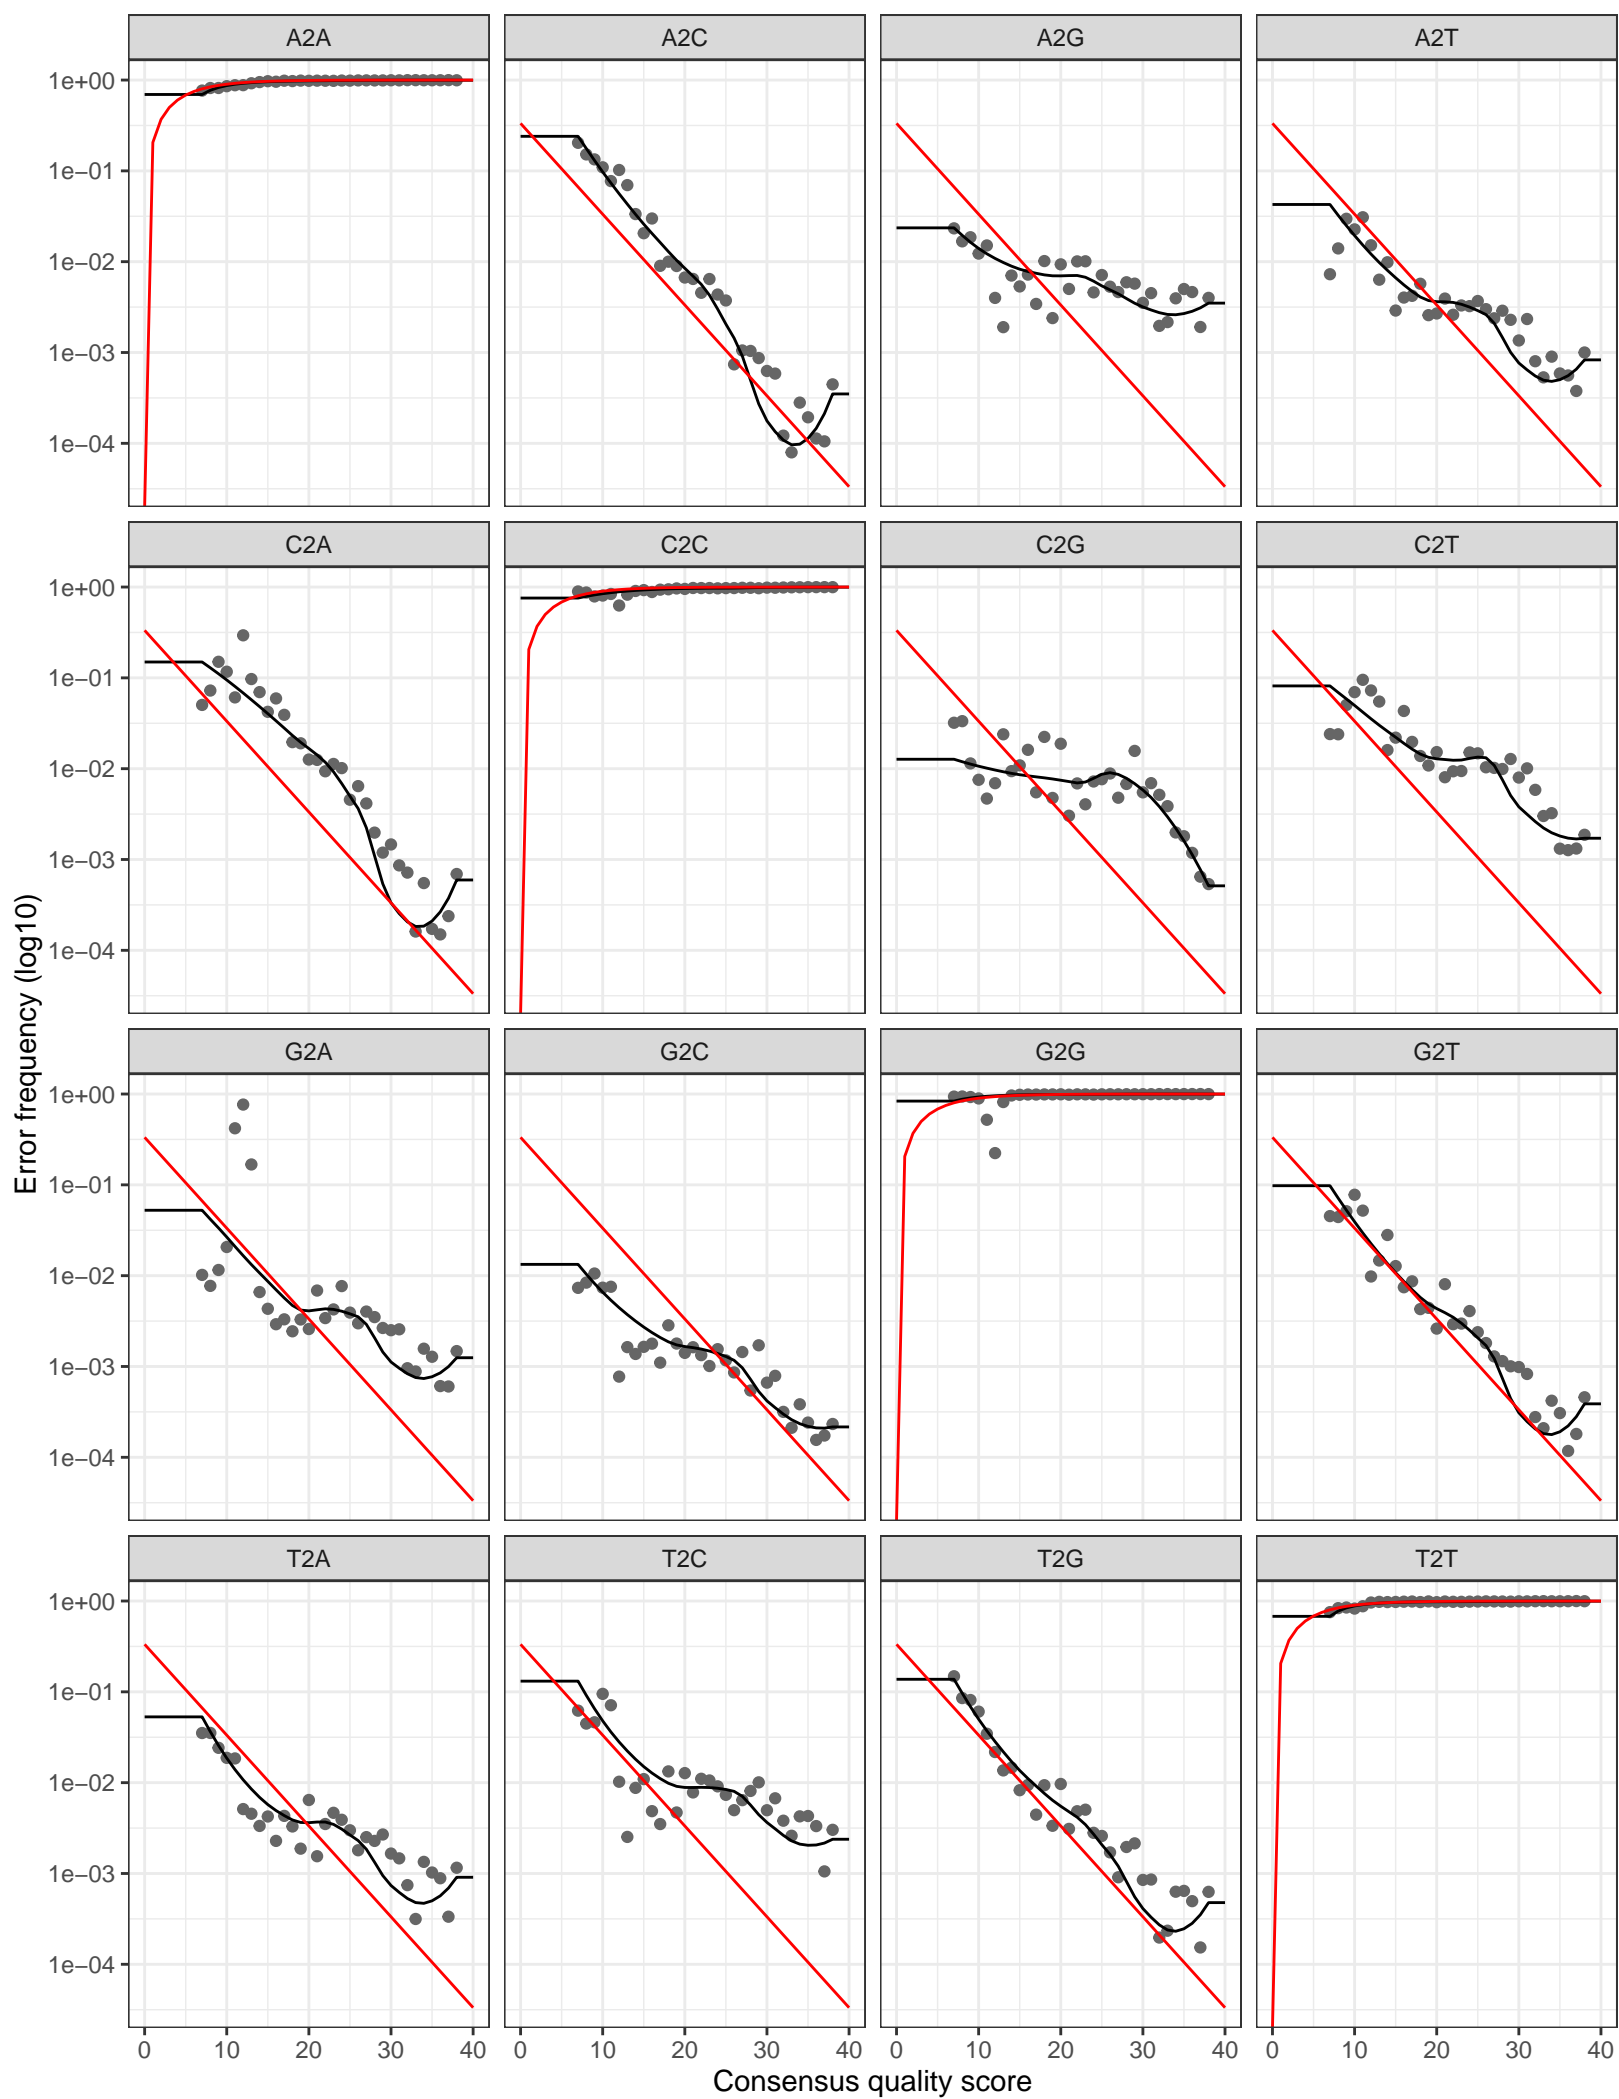 A2A A2C A2G A2T
1e+00
1e−01
1e−02
1e−03
1e−04
C2A C2C C2G C2T
1e+00
1e−01
1e−02
1e−03
1e−04
Error frequency (log10)
G2A G2C G2G G2T
1e+00
1e−01
1e−02
1e−03
1e−04
T2A T2C T2G T2T
1e+00
1e−01
1e−02
1e−03
1e−04
0 10 20 30 40 0 10 20 30 40 0 10 20 30 40 0 10 20 30 40
Consensus quality score